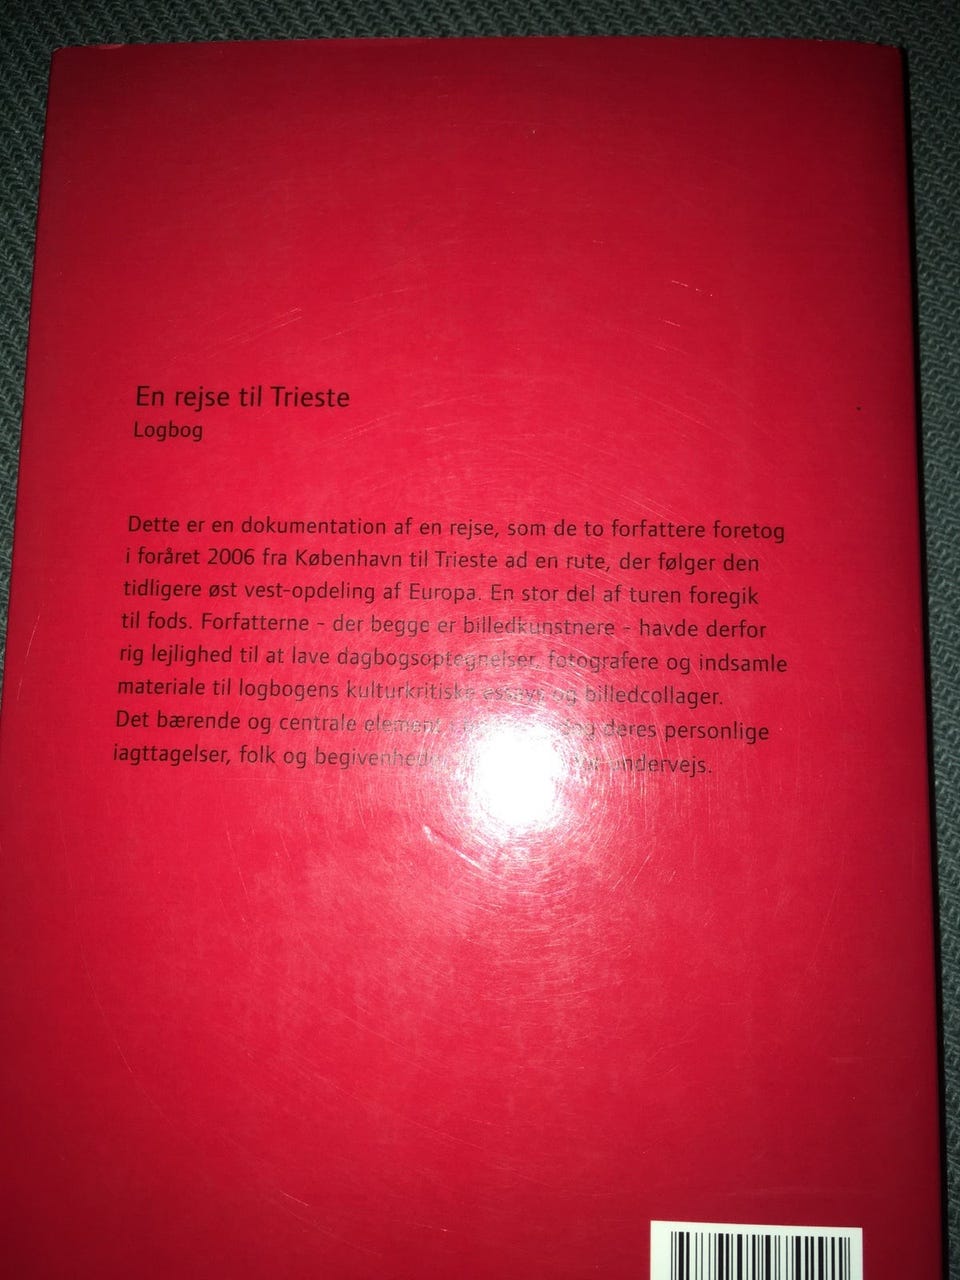 En rejse til Trieste
Logbog
Dette er en dokumentation af en rejse, som de to forfattere foretog
i foråret 2006 fra København til Trieste ad en rute, der følger den
tidligere øst vest-opdeling af Europa. En stor del af turen foregik
til fods. Forfatterne - der begge er billedkunstnere - havde derfor
rig lejlighed til at lave dagbogsoptegnelser, fotografere og indsamle
materiale til logbogens kulturkritiske essays og billedcollager.
Det bærende og centrale element deres personlige
iagttagelser, folk og undervejs.